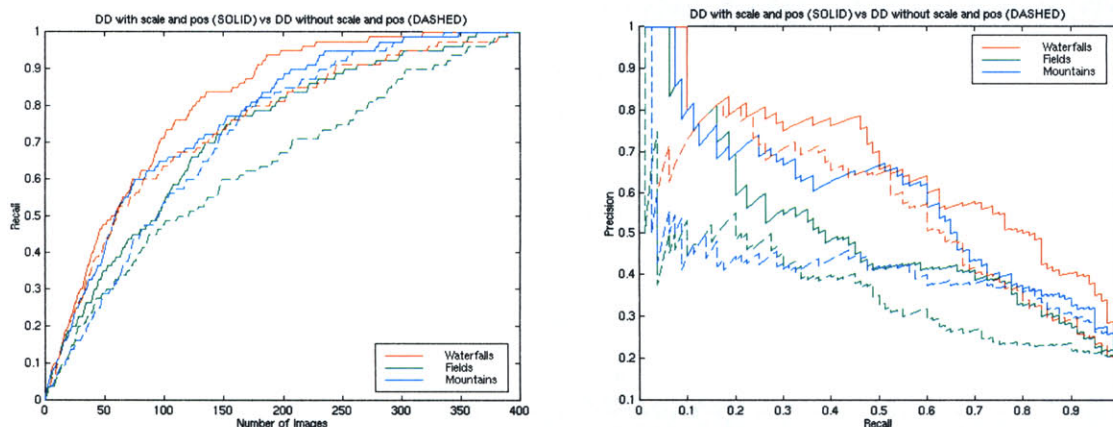 DD with scale and pos (SOLID) vs DD without scale and pos (DASHED)
1
0.9
0.8
0.7
0.6
0.5
0.4
0.3
0.2
0.1
0
Recall
Waterfalls
Fields
Mountains
0 50 100 150 200 250 300 350 400
Number of Images
DD with scale and pos (SOLID) vs DD without scale and pos (DASHED)
1
0.9
0.8
0.7
0.6
0.5
0.4
0.3
0.2
0.1
Precision
Waterfalls
Fields
Mountains
0 0.1 0.2 0.3 0.4 0.5 0.6 0.7 0.8 0.9
Recall